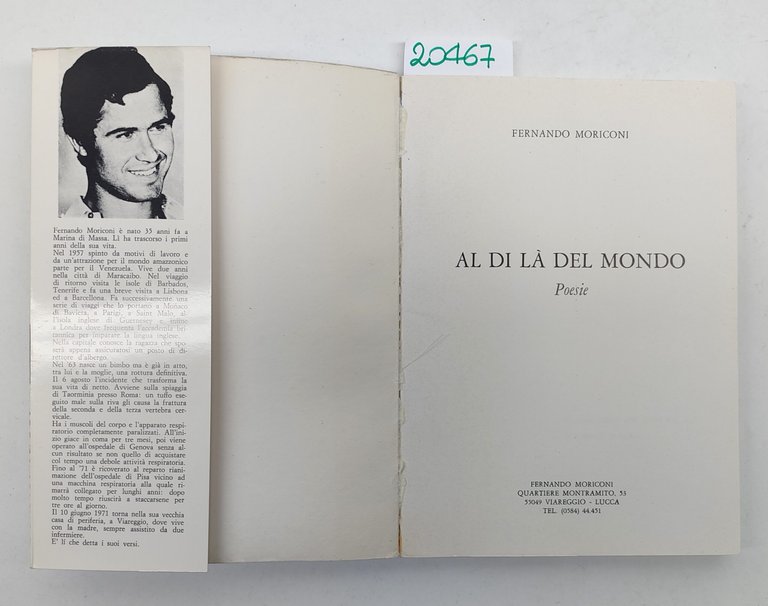 20467
Fernando Moriconi è nato 35 anni fa a
Marina di Massa. Lì ha trascorso i primi
anni della sua vita.
Nel 1957 spinto da motivi di lavoro e
da un'attrazione per il mondo amazzonico
parte per il Venezuela. Vive due anni
nella città di Maracaibo. Nel viaggio
di ritorno visita le isole di Barbados,
Tenerife e fa una breve visita a Lisbona
ed a Barcellona. Fa successivamente una
serie di viaggi che lo portano a Monaco
di Baviera, a Parigi, a Saint Malo, al
l'isola inglese di Guernesey e infine
a Londra dove frequenta l'accademia bri-
tannica per imparare la lingua inglese.
Nella capitale conosce la ragazza che spo-
serà appena assicuratosi un posto di di-
rettore d'albergo.
Nel '63 nasce un bimbo ma è già in atto,
tra lui e la moglie, una rottura definitiva.
Il 6 agosto l'incidente che trasforma la
sua vita di netto. Avviene sulla spiaggia
di Taorminia presso Roma: un tuffo ese-
guito male sulla riva gli causa la frattura
della seconda e della terza vertebra cer-
vicale.
Ha i muscoli del corpo e l'apparato respi-
ratorio completamente paralizzati. All'ini-
zio giace in coma per tre mesi, poi viene
operato all'ospedale di Genova senza al-
cun risultato se non quello di acquistare
col tempo una debole attività respiratoria.
Fino al '71 è ricoverato al reparto riani-
mazione dell'ospedale di Pisa vicino ad
una macchina respiratoria alla quale ri-
marrà collegato per lunghi anni: dopo
molto tempo riuscirà a staccarsene per
tre ore al giorno.
Il 10 giugno 1971 torna nella sua vecchia
casa di periferia, a Viareggio, dove vive
con la madre, sempre assistito da due
infermiere.
E' lì che detta i suoi versi.
FERNANDO MORICONI
AL DI LÀ DEL MONDO
Poesie
FERNANDO MORICONI
QUARTIERE MONTRAMITO, 53
55049 VIAREGGIO - LUCCA
TEL. (0584) 44.451